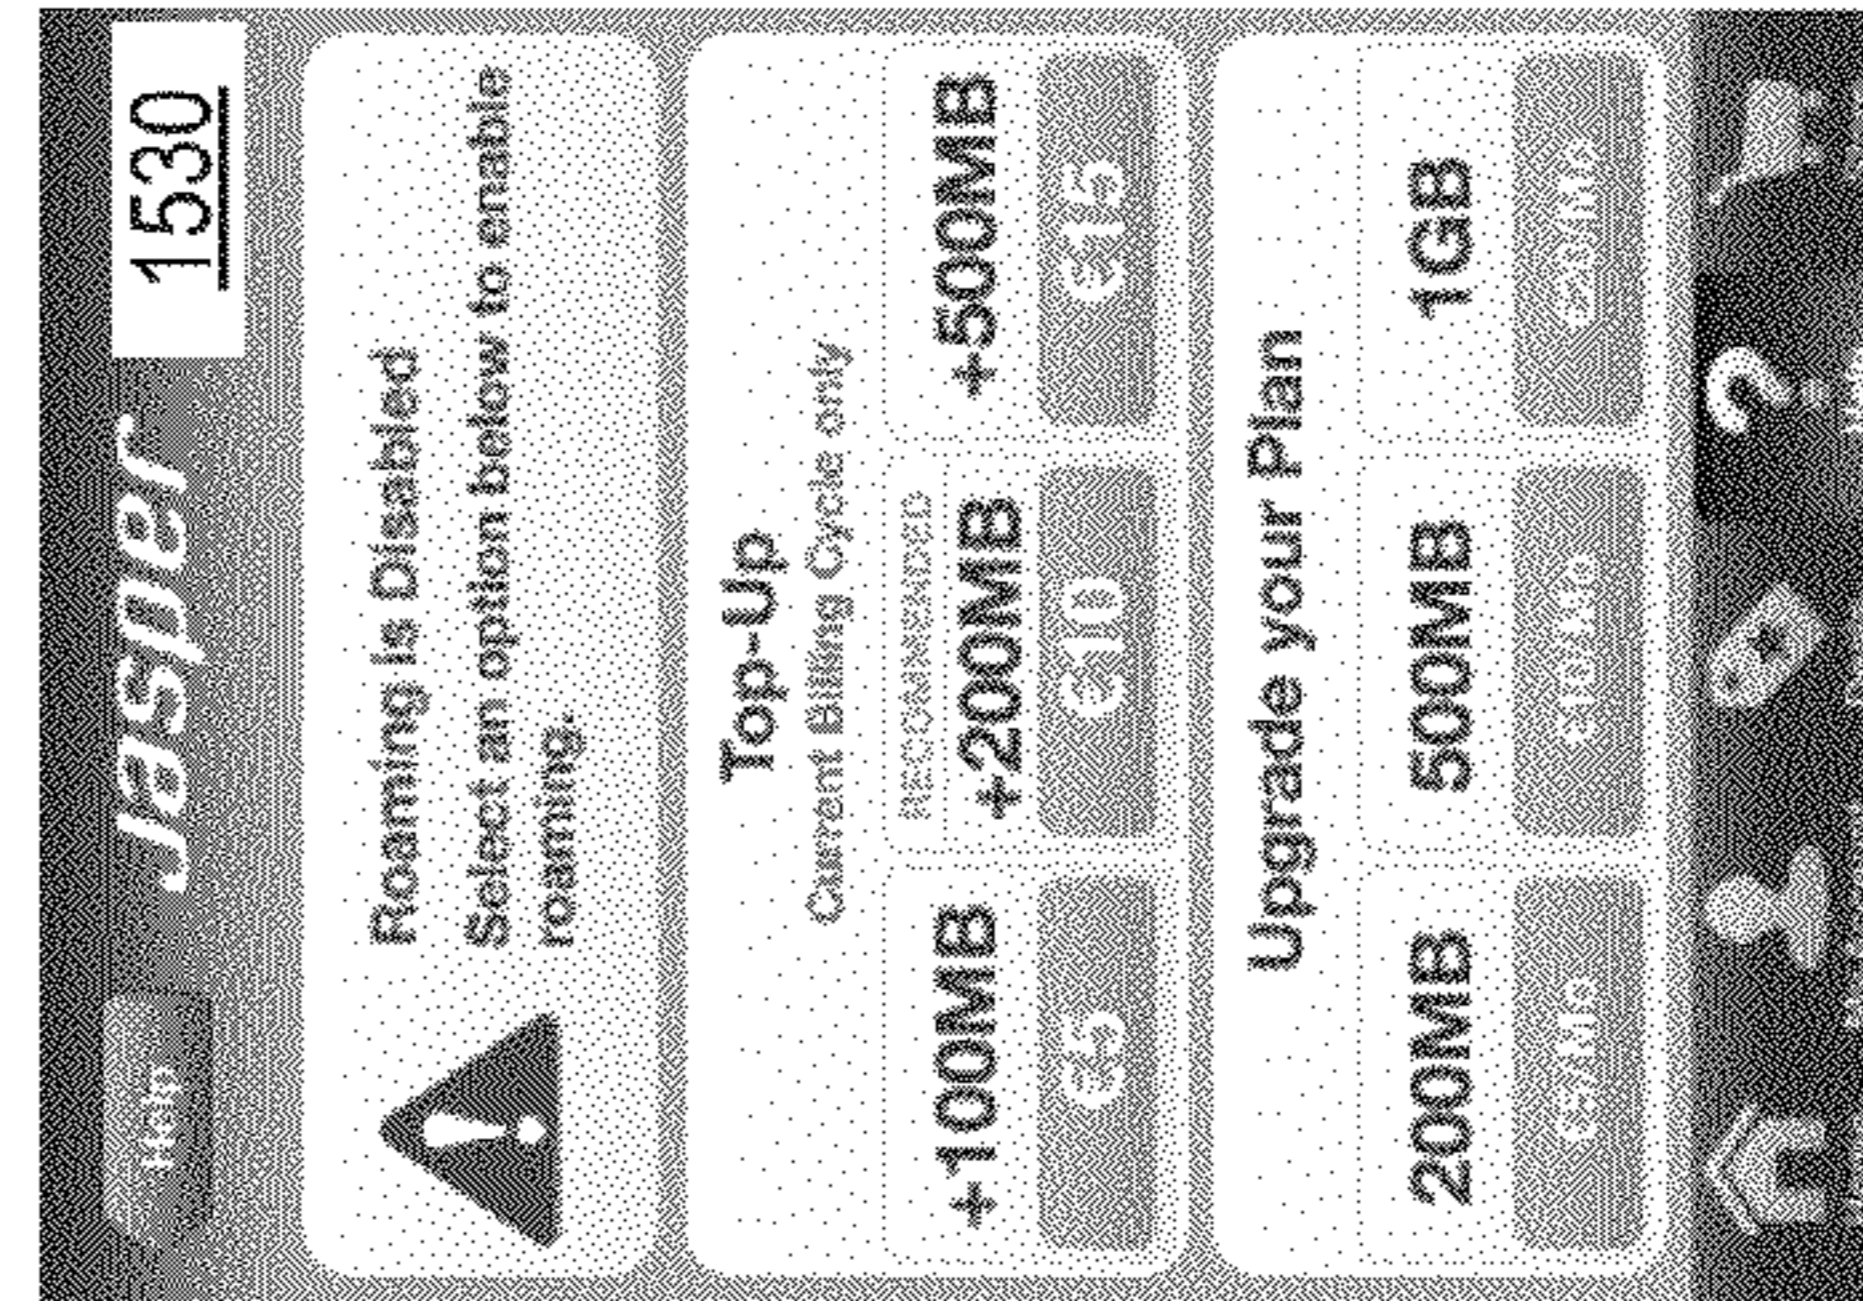 Help
Jasper
1530
Roaming is Disabled
Select an option below to enable
roaming.
Top-Up
Current Billing Cycle only
+100MB
€5
RECOMMENDED
+200MB
€10
+500MB
€15
Upgrade your Plan
200MB
500MB
1GB